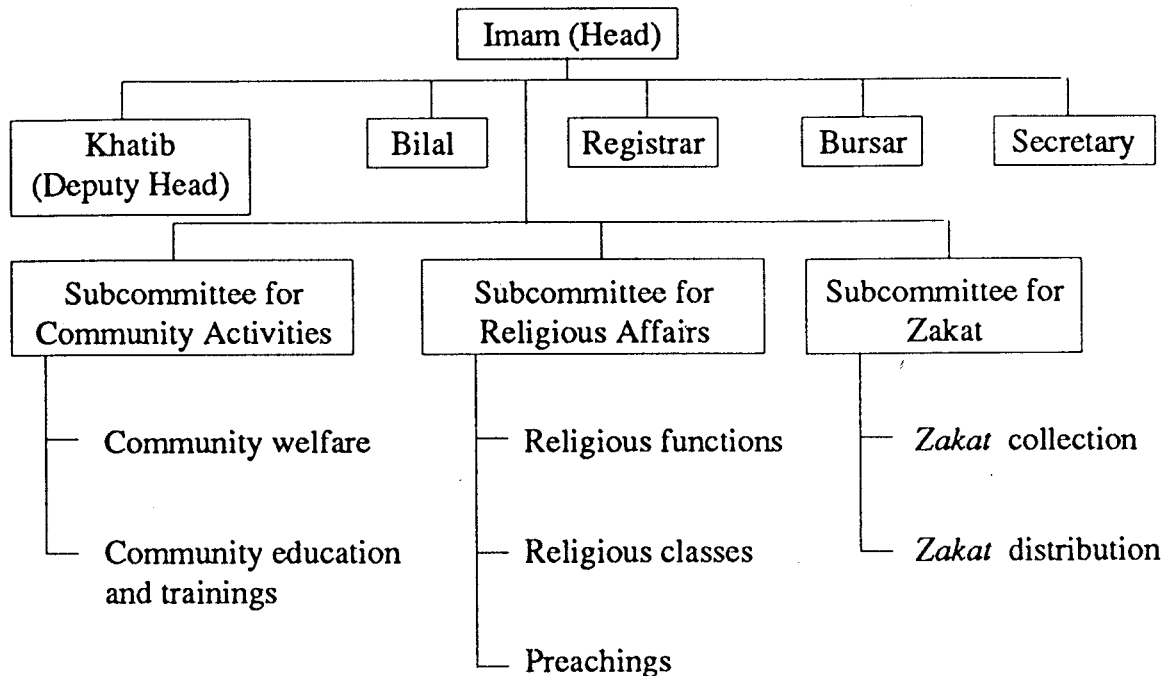 Imam (Head)
Khatib
(Deputy Head)
Bilal
Registrar
Bursar
Secretary
Subcommittee for
Community Activities
Subcommittee for
Religious Affairs
Subcommittee for
Zakat
Community welfare
Community education
and trainings
Religious functions
Religious classes
Preachings
Zakat collection
Zakat distribution